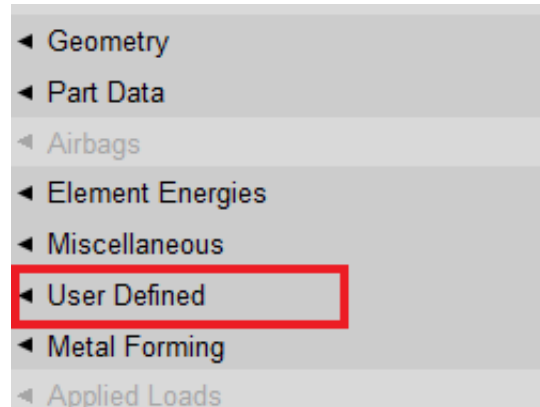 Geometry
Part Data
Airbags
Element Energies
Miscellaneous
User Defined
Metal Forming
Applied Loads